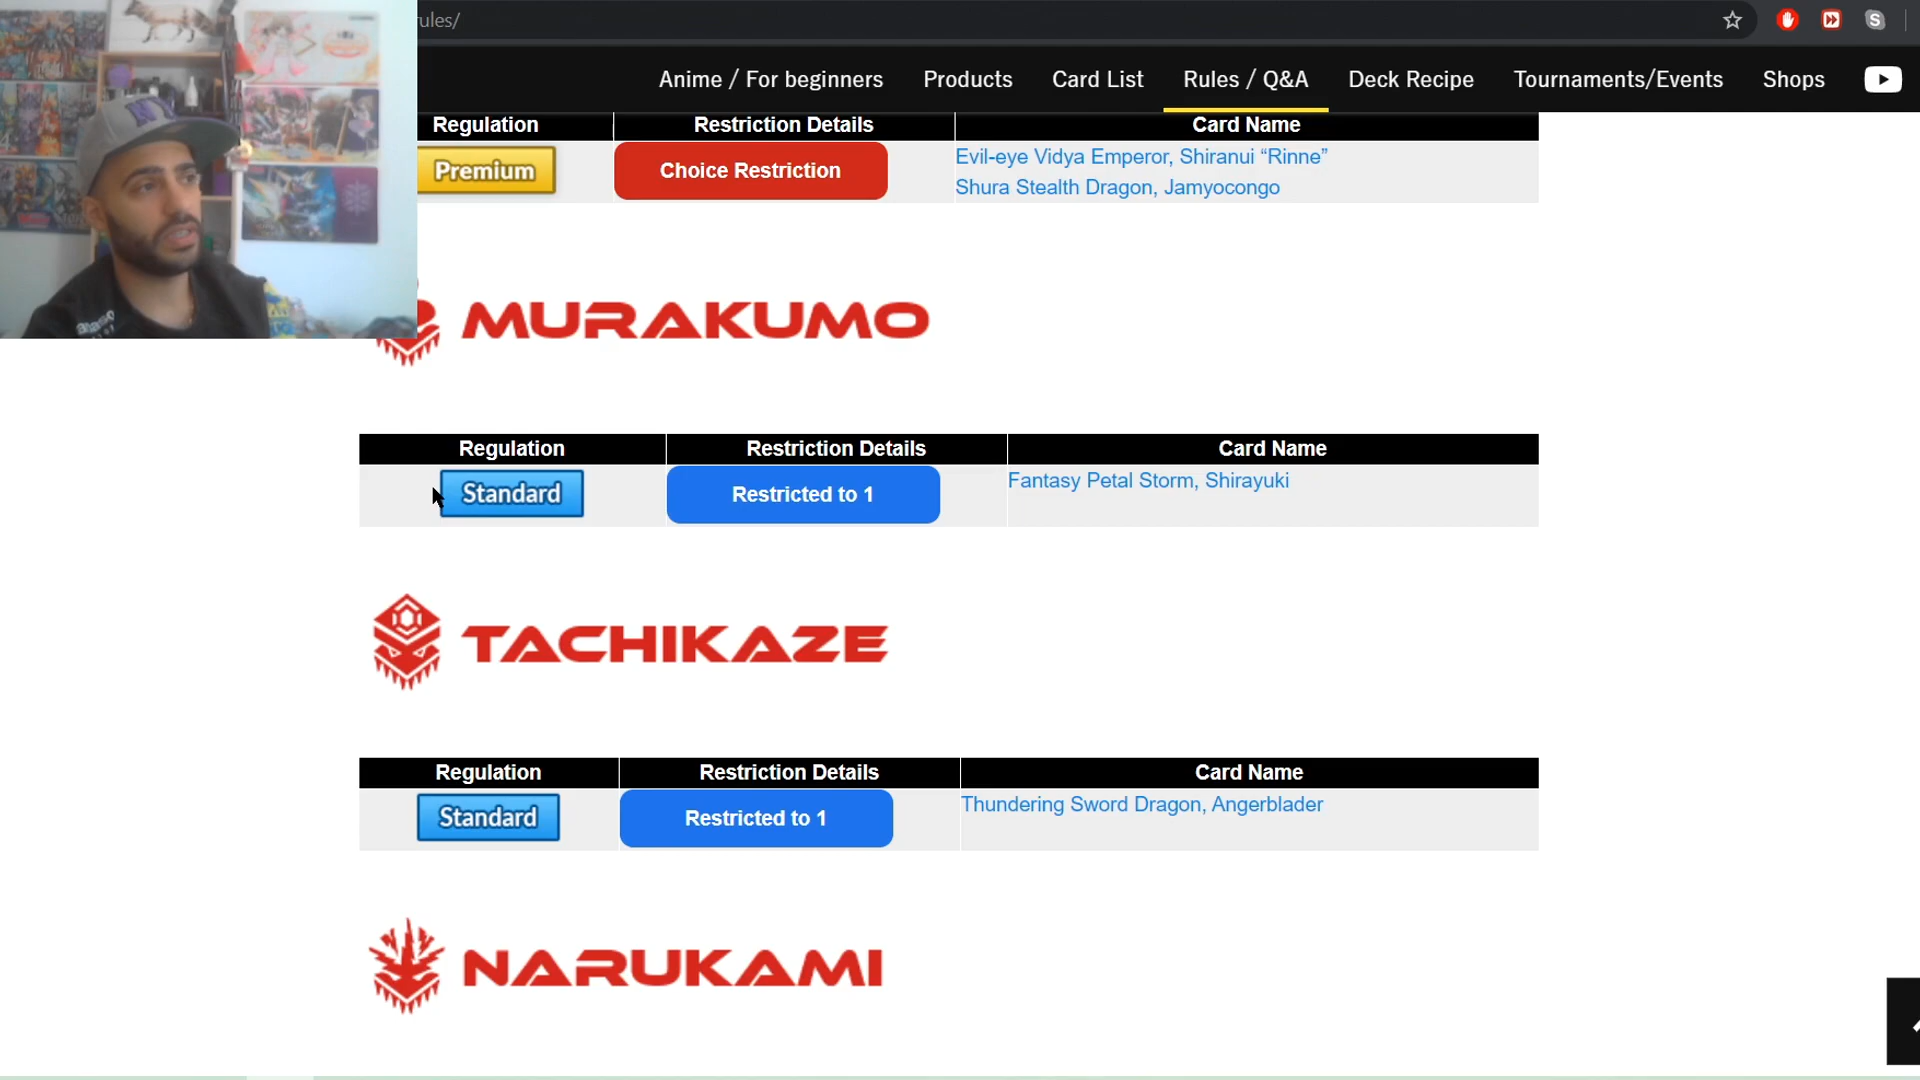 rules/
S
Anime / For beginners Products Card List Rules / Q&A Deck Recipe Tournaments/Events Shops
Regulation Restriction Details Card Name
Premium Choice Restriction Evil-eye Vidya Emperor, Shiranui “Rinne”
Shura Stealth Dragon, Jamyocongo
MURAKUMO
Regulation Restriction Details Card Name
Standard Restricted to 1 Fantasy Petal Storm, Shirayuki
TACHIKAZE
Regulation Restriction Details Card Name
Standard Restricted to 1 Thundering Sword Dragon, Angerblader
NARUKAMI